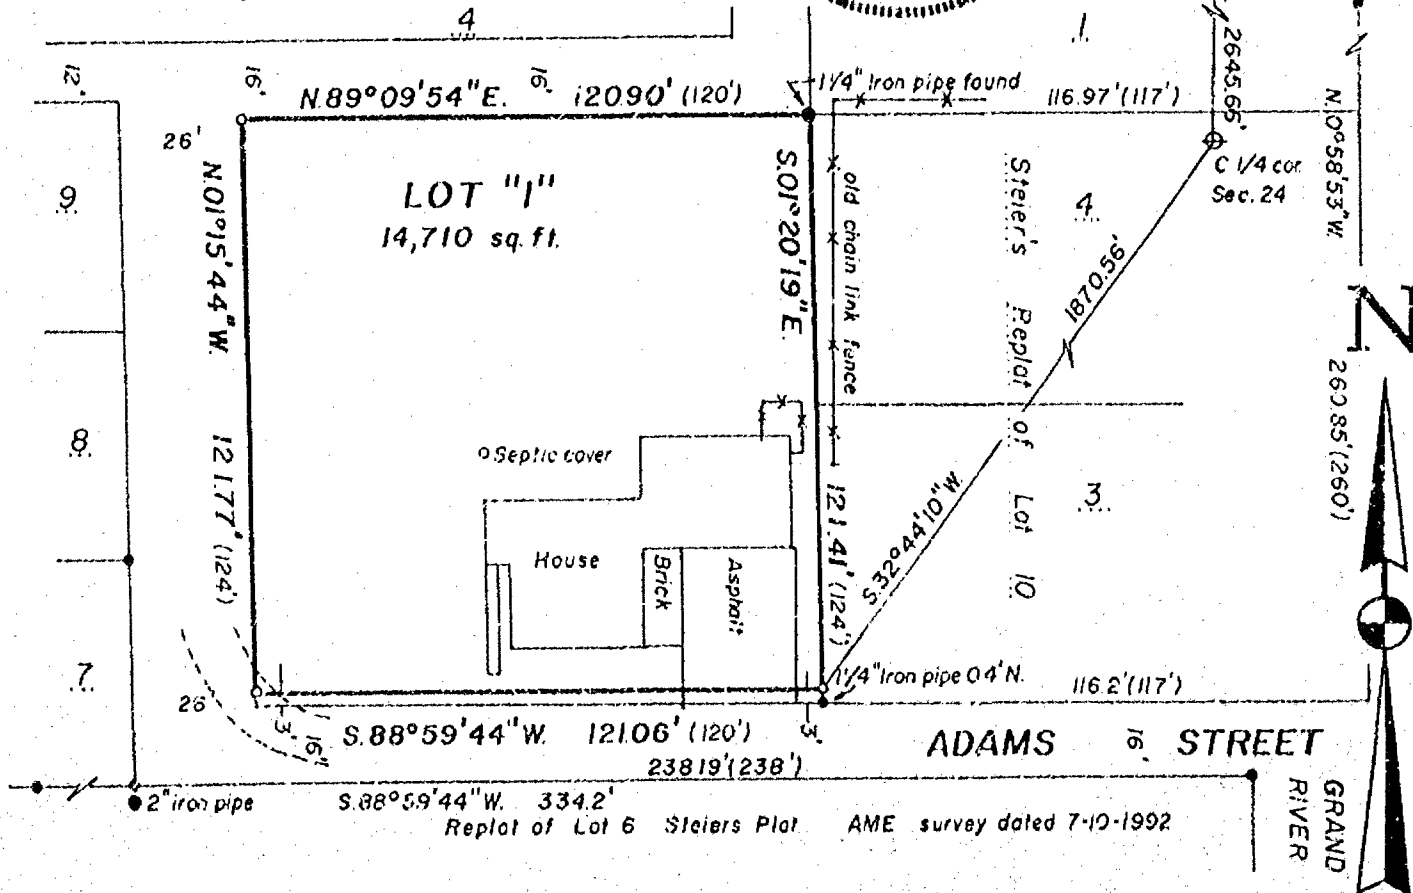 4
1
12'
16'
N.89°09'54"E. 16' 120.90' (120')
1 1/4" Iron pipe found
116.97'(117')
2645.65'
26'
C 1/4 cor.
Sec. 24
N.0°58'53"W.
260.85'(260')
N
9
8
7
LOT "1"
14,710 sq. ft.
N.01°15'44"W.
121.77' (124')
S.01°20'19"E.
121.41' (124')
old chain link fence
Steier's Replat of Lot 10
4
3
1870.56'
S.32°44'10"W.
Septic cover
House
Brick
Asphalt
1 1/4" Iron pipe 0.4' N.
116.2'(117')
26'
3'
16'
S.88°59'44"W. 121.06' (120')
3'
238.19'(238')
ADAMS 16' STREET
GRAND
RIVER
2" iron pipe
S.88°59'44"W. 334.2'
Replat of Lot 6 Steiers Plat AME survey dated 7-10-1992